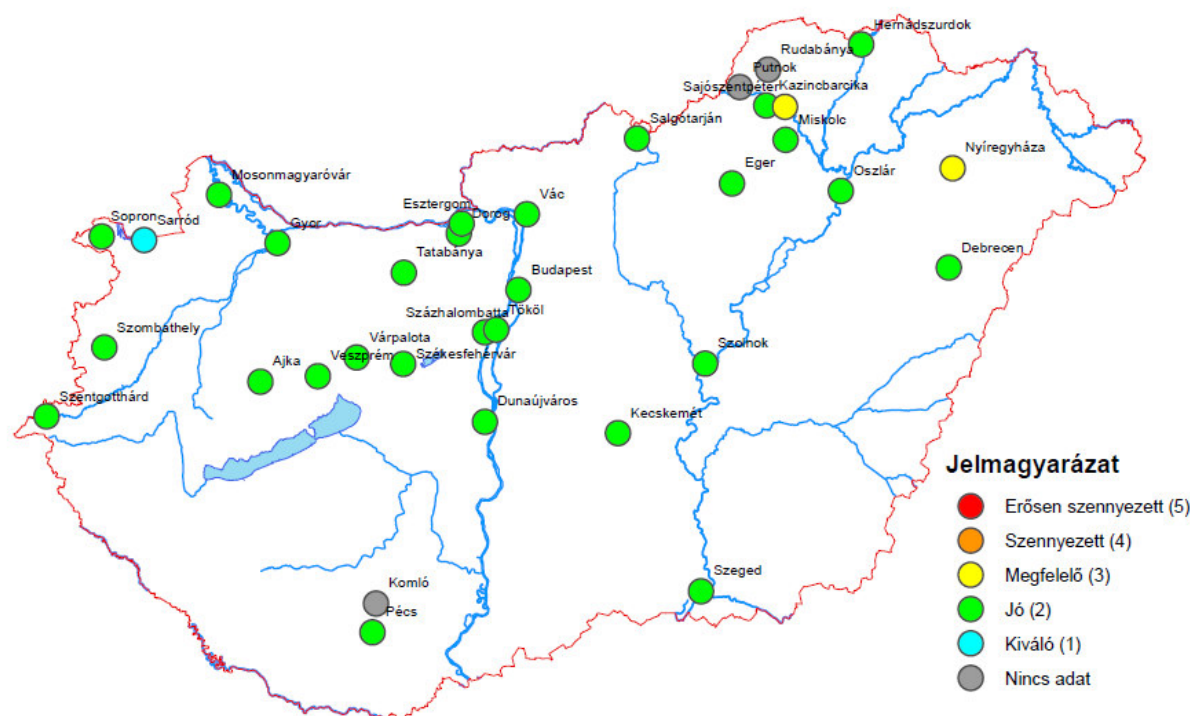 Hernádszurdok
Rudabánya
Putnok
Sajószentpéter
Kazincbarcika
Salgótarján
Miskolc
Nyíregyháza
Eger
Oszlár
Mosonmagyaróvár
Vác
Esztergom
Dorog
Sopron
Sarród
Gyor
Tatabánya
Budapest
Debrecen
Százhalombatta
Tököl
Szombathely
Várpalota
Ajka
Veszprém
Székesfehérvár
Szolnok
Szentgotthárd
Dunaújváros
Kecskemét
Komló
Pécs
Szeged
Jelmagyarázat
Erősen szennyezett (5)
Szennyezett (4)
Megfelelő (3)
Jó (2)
Kiváló (1)
Nincs adat